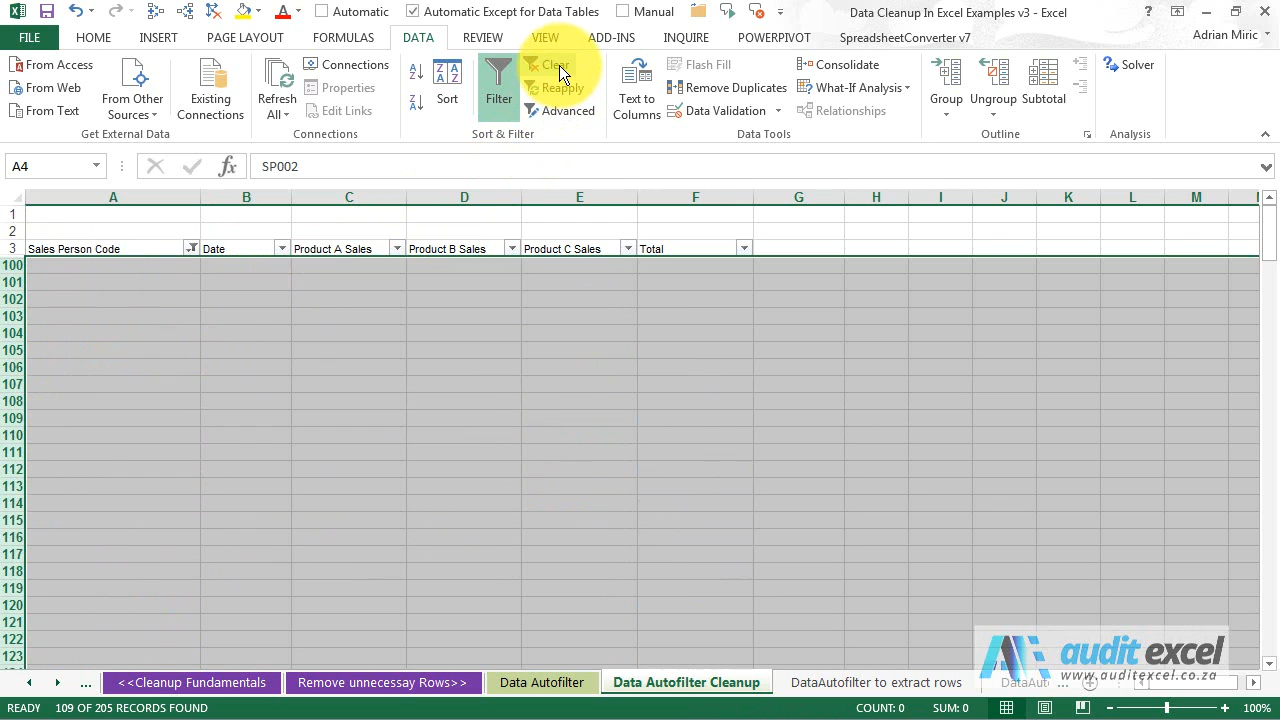 Automatic Automatic Except for Data Tables Manual Data Cleanup In Excel Examples v3 - Excel
FILE HOME INSERT PAGE LAYOUT FORMULAS DATA REVIEW VIEW ADD-INS INQUIRE POWERPIVOT SpreadsheetConverter v7 Adrian Miric
From Access
From Web
From Text
From Other
Sources
Get External Data
Existing
Connections
Refresh
All
Connections
Properties
Edit Links
Connections
Sort
Filter
Clear
Reapply
Advanced
Sort & Filter
Text to
Columns
Flash Fill
Remove Duplicates
Data Validation
Consolidate
What-If Analysis
Relationships
Data Tools
Group
Ungroup
Subtotal
Outline
Solver
Analysis
A4 fx SP002
A B C D E F G H I J K L M
1
2
3 Sales Person Code Date Product A Sales Product B Sales Product C Sales Total
100
101
102
103
104
105
106
107
108
109
110
111
112
113
114
115
116
117
118
119
120
121
122
123
audit excel
www.auditexcel.co.za
... <<Cleanup Fundamentals Remove unnecessay Rows>> Data Autofilter Data Autofilter Cleanup DataAutofilter to extract rows
READY 109 OF 205 RECORDS FOUND COUNT: 0 SUM: 0 100%